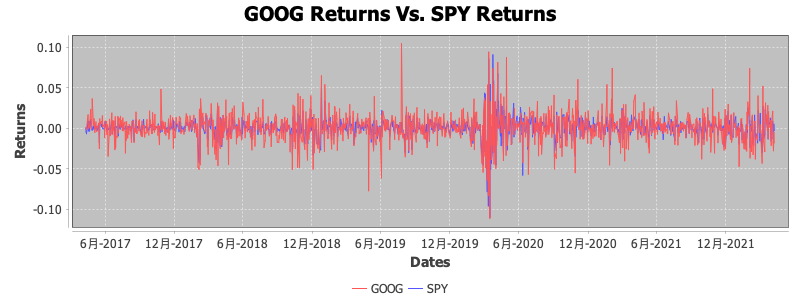 GOOG Returns Vs. SPY Returns
Returns
0.10
0.05
0.00
-0.05
-0.10
6月-2017 12月-2017 6月-2018 12月-2018 6月-2019 12月-2019 6月-2020 12月-2020 6月-2021 12月-2021
Dates
GOOG SPY